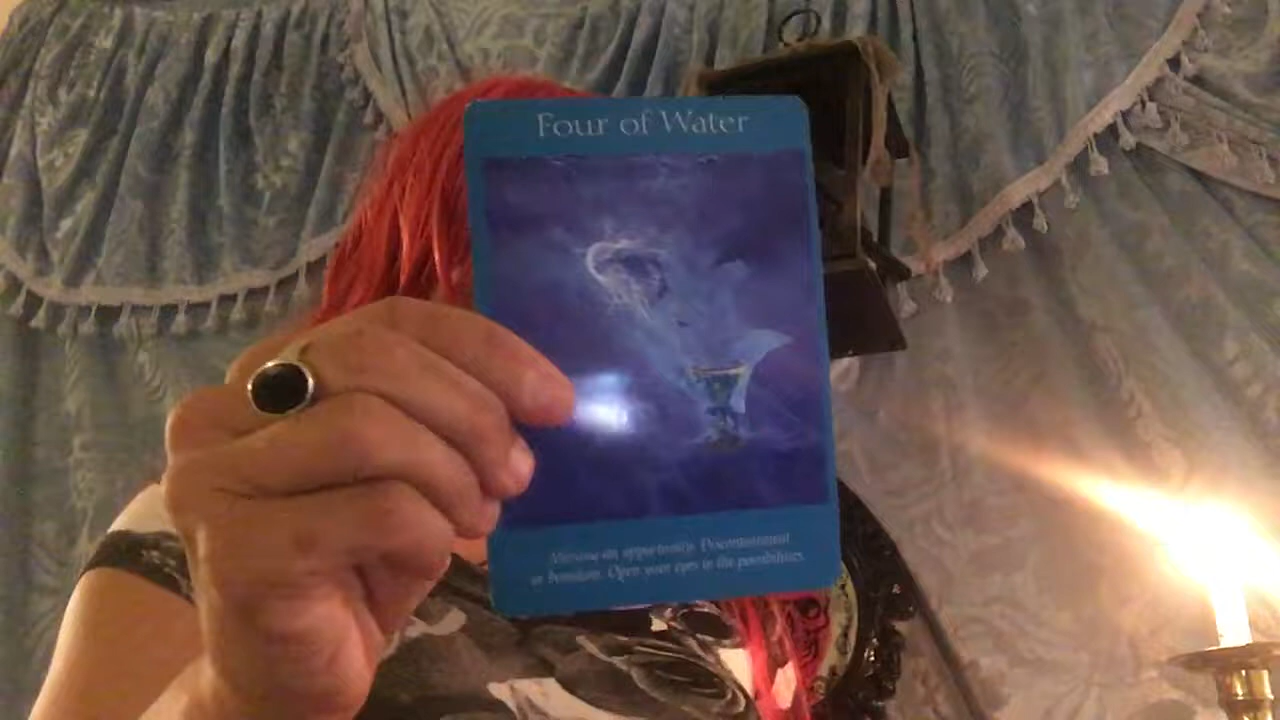 Four of Water
Missing an opportunity. Discontentment
or boredom. Open your eyes to the possibilities.